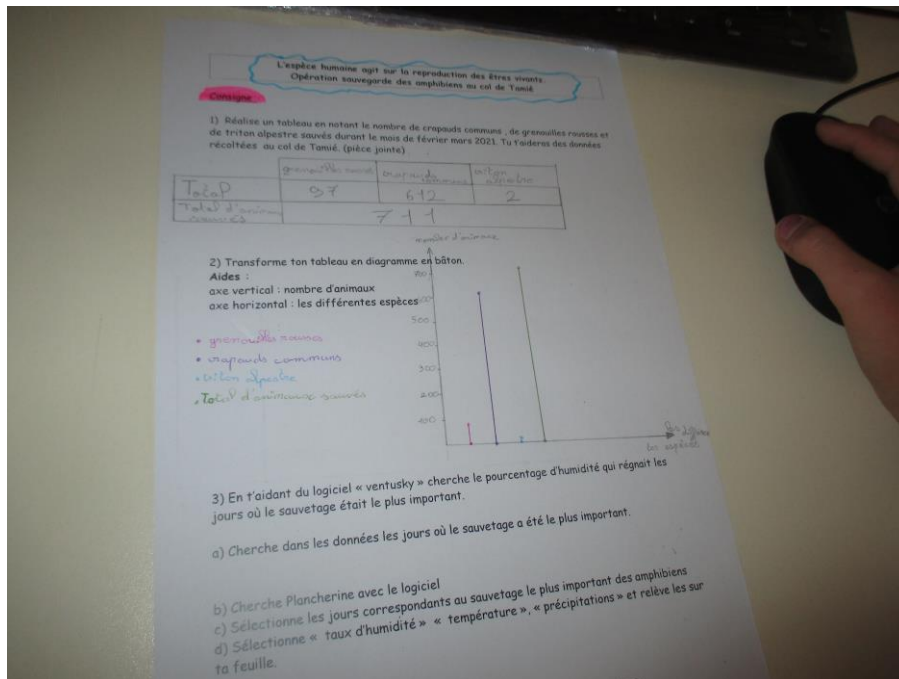 L'espèce humaine agit sur la reproduction des êtres vivants
Opération sauvegarde des amphibiens au col de Tamié
Consigne
1) Réalise un tableau en notant le nombre de crapauds communs , de grenouilles rousses et
de triton alpestre sauvés durant le mois de février mars 2021. Tu t'aideras des données
récoltées au col de Tamié. (pièce jointe)
grenouilles rousses crapauds communs triton alpestre
Total 97 612 2
Total d'animaux sauvés 711
nombre d'animaux
2) Transforme ton tableau en diagramme en bâton.
Aides :
axe vertical : nombre d'animaux
axe horizontal : les différentes espèces
700
600
500
400
300
200
100
• grenouilles rousses
• crapauds communs
• triton alpestre
• Total d'animaux sauvés
les espèces
3) En t'aidant du logiciel « ventusky » cherche le pourcentage d'humidité qui régnait les
jours où le sauvetage était le plus important.
a) Cherche dans les données les jours où le sauvetage a été le plus important.
b) Cherche Plancherine avec le logiciel
c) Sélectionne les jours correspondants au sauvetage le plus important des amphibiens
d) Sélectionne « taux d'humidité » « température », « précipitations » et relève les sur
ta feuille.